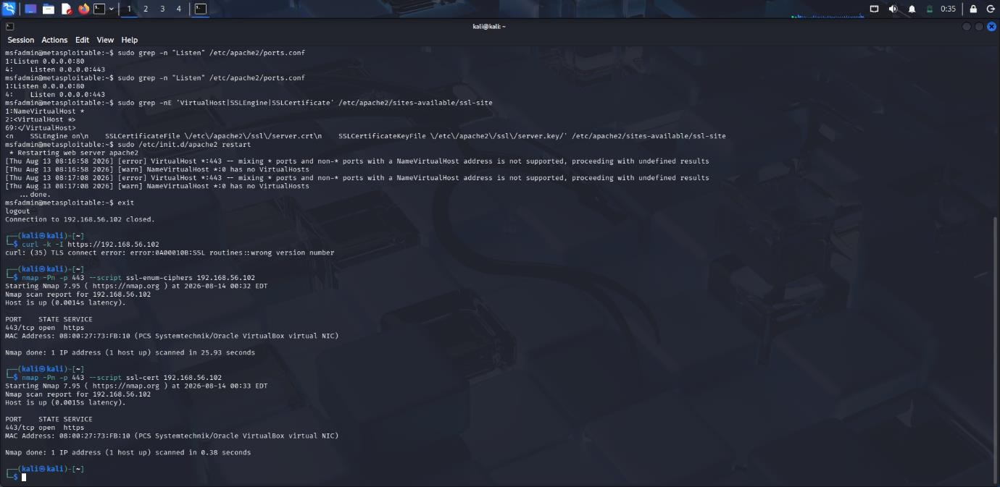 1 2 3 4
0:35
kali@kali: ~
Session Actions Edit View Help
msfadmin@metasploitable:~$ sudo grep -n "Listen" /etc/apache2/ports.conf
1:Listen 0.0.0.0:80
4:    Listen 0.0.0.0:443
msfadmin@metasploitable:~$ sudo grep -n "Listen" /etc/apache2/ports.conf
1:Listen 0.0.0.0:80
4:    Listen 0.0.0.0:443
msfadmin@metasploitable:~$ sudo grep -nE 'VirtualHost|SSLEngine|SSLCertificate' /etc/apache2/sites-available/ssl-site
1:NameVirtualHost *
2:<VirtualHost *>
69:</VirtualHost>
<n    SSLEngine on\n    SSLCertificateFile \/etc\/apache2\/ssl\/server.crt\n    SSLCertificateKeyFile \/etc\/apache2\/ssl\/server.key/' /etc/apache2/sites-available/ssl-site
msfadmin@metasploitable:~$ sudo /etc/init.d/apache2 restart
 * Restarting web server apache2
[Thu Aug 13 08:16:58 2026] [error] VirtualHost *:443 -- mixing * ports and non-* ports with a NameVirtualHost address is not supported, proceeding with undefined results
[Thu Aug 13 08:16:58 2026] [warn] NameVirtualHost *:0 has no VirtualHosts
[Thu Aug 13 08:17:08 2026] [error] VirtualHost *:443 -- mixing * ports and non-* ports with a NameVirtualHost address is not supported, proceeding with undefined results
[Thu Aug 13 08:17:08 2026] [warn] NameVirtualHost *:0 has no VirtualHosts
   ...done.
msfadmin@metasploitable:~$ exit
logout
Connection to 192.168.56.102 closed.
┌──(kali㉿kali)-[~]
└─$ curl -k -I https://192.168.56.102
curl: (35) TLS connect error: error:0A00010B:SSL routines::wrong version number
┌──(kali㉿kali)-[~]
└─$ nmap -Pn -p 443 --script ssl-enum-ciphers 192.168.56.102
Starting Nmap 7.95 ( https://nmap.org ) at 2026-08-14 00:32 EDT
Nmap scan report for 192.168.56.102
Host is up (0.0014s latency).
PORT    STATE SERVICE
443/tcp open  https
MAC Address: 08:00:27:73:FB:10 (PCS Systemtechnik/Oracle VirtualBox virtual NIC)
Nmap done: 1 IP address (1 host up) scanned in 25.93 seconds
┌──(kali㉿kali)-[~]
└─$ nmap -Pn -p 443 --script ssl-cert 192.168.56.102
Starting Nmap 7.95 ( https://nmap.org ) at 2026-08-14 00:33 EDT
Nmap scan report for 192.168.56.102
Host is up (0.0015s latency).
PORT    STATE SERVICE
443/tcp open  https
MAC Address: 08:00:27:73:FB:10 (PCS Systemtechnik/Oracle VirtualBox virtual NIC)
Nmap done: 1 IP address (1 host up) scanned in 0.38 seconds
┌──(kali㉿kali)-[~]
└─$